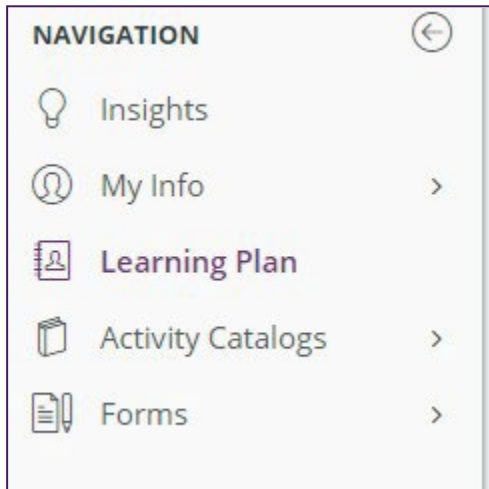 NAVIGATION
Insights
My Info
Learning Plan
Activity Catalogs
Forms